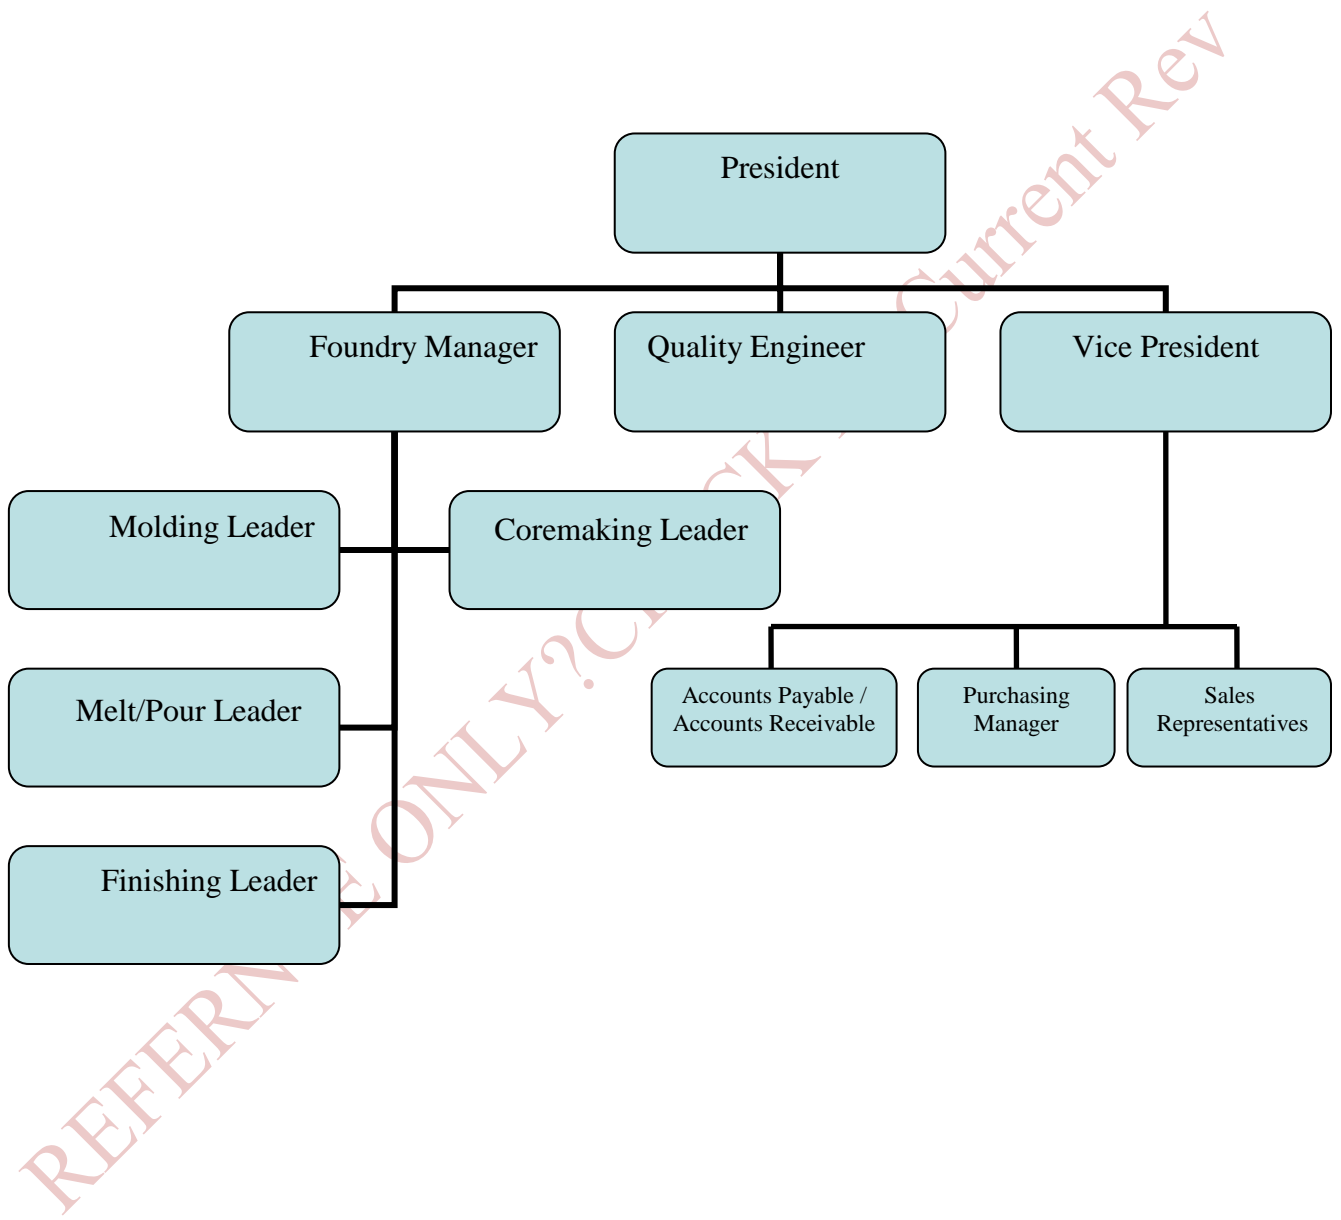 President
Foundry Manager
Quality Engineer
Vice President
Molding Leader
Coremaking Leader
Melt/Pour Leader
Accounts Payable /
Accounts Receivable
Purchasing
Manager
Sales
Representatives
Finishing Leader
ONLY? Current Rev